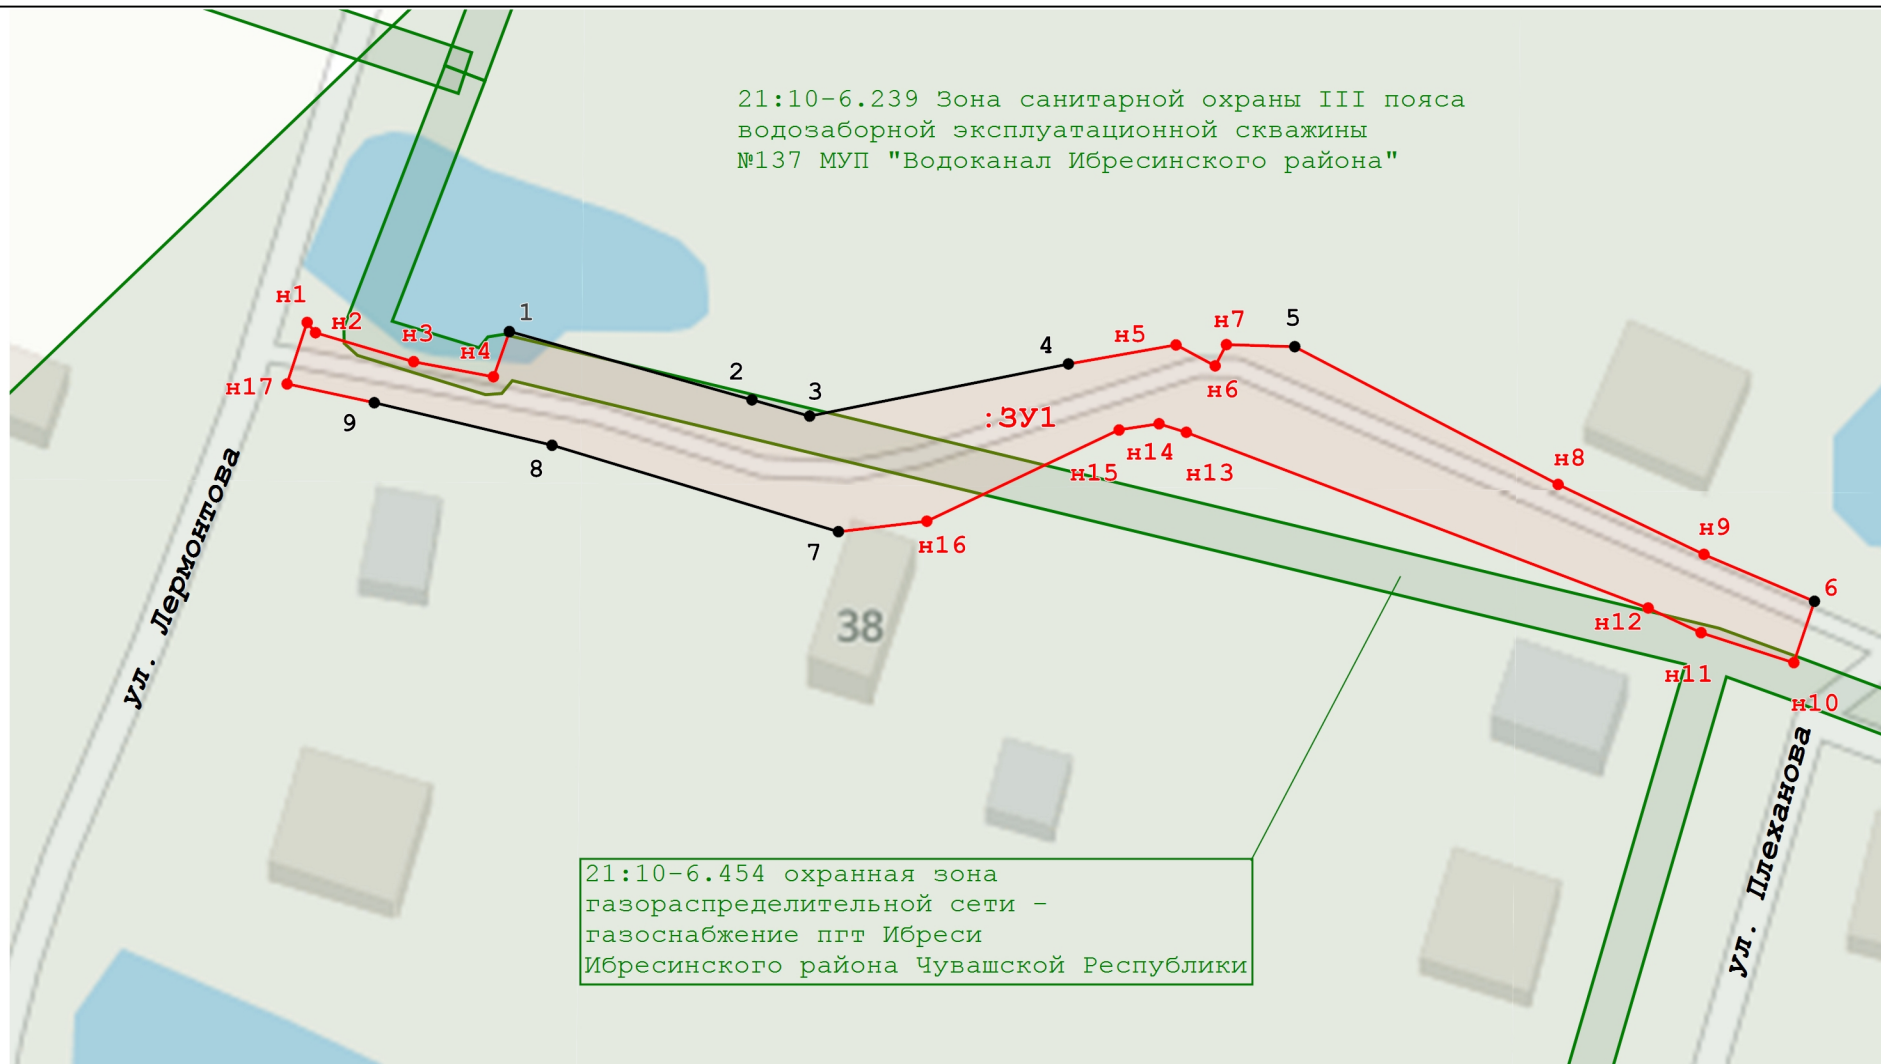 21:10-6.239 Зона санитарной охраны III пояса
водозаборной эксплуатационной скважины
№137 МУП "Водоканал Ибресинского района"
н1
н2
н3
н4
1
2
3
4
н5
н7
5
н6
н17
9
8
:ЗУ1
н14
н15
н13
н8
н9
6
7
н16
н12
н11
н10
38
ул. Лермонтова
ул. Плеханова
21:10-6.454 охранная зона
газораспределительной сети -
газоснабжение пгт Ибреси
Ибресинского района Чувашской Республики